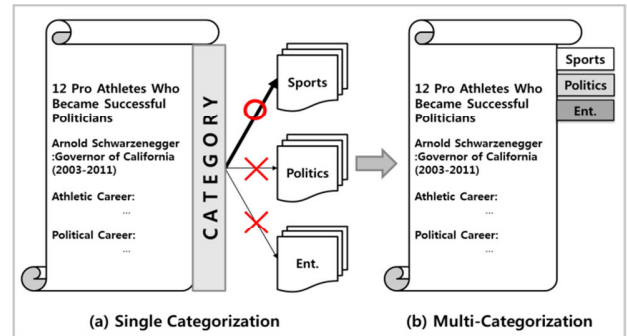 12 Pro Athletes Who
Became Successful
Politicians
Arnold Schwarzenegger
:Governor of California
(2003-2011)
Athletic Career:
...
Political Career:
...
CATEGORY
Sports
Politics
Ent.
(a) Single Categorization
12 Pro Athletes Who
Became Successful
Politicians
Arnold Schwarzenegger
:Governor of California
(2003-2011)
Athletic Career:
...
Political Career:
...
Sports
Politics
Ent.
(b) Multi-Categorization